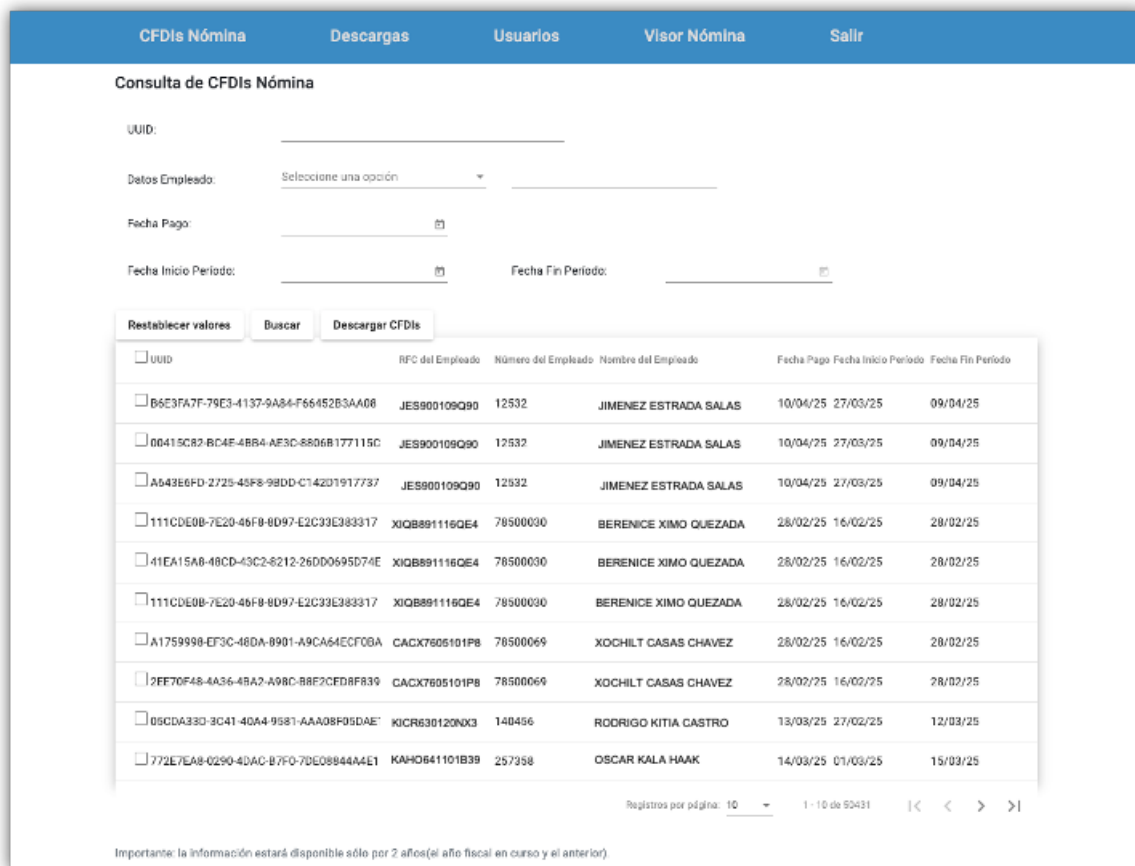 CFDIs Nómina Descargas Usuarios Visor Nómina Salir
Consulta de CFDIs Nómina
UUID:
Datos Empleado: Seleccione una opción
Fecha Pago:
Fecha Inicio Período: Fecha Fin Período:
Restablecer valores Buscar Descargar CFDIs
UUID RFC del Empleado Número del Empleado Nombre del Empleado Fecha Pago Fecha Inicio Período Fecha Fin Período
B6E3FA7F-79E3-4137-9A84-F66452B3AA08 JES900109Q90 12532 JIMENEZ ESTRADA SALAS 10/04/25 27/03/25 09/04/25
00415C82-BC4E-4BB4-AE3C-8806B177115C JES900109Q90 12532 JIMENEZ ESTRADA SALAS 10/04/25 27/03/25 09/04/25
A643E6FD-2725-45F8-9BDD-C142D1917737 JES900109Q90 12532 JIMENEZ ESTRADA SALAS 10/04/25 27/03/25 09/04/25
111CDE0B-7E20-46F8-8D97-E2C33E383317 XIQB891116QE4 78500030 BERENICE XIMO QUEZADA 28/02/25 16/02/25 28/02/25
41EA15A8-48CD-43C2-8212-26DD0695D74E XIQB891116QE4 78500030 BERENICE XIMO QUEZADA 28/02/25 16/02/25 28/02/25
111CDE0B-7E20-46F8-8D97-E2C33E383317 XIQB891116QE4 78500030 BERENICE XIMO QUEZADA 28/02/25 16/02/25 28/02/25
A1759998-EF3C-48DA-8901-A9CA64ECF0BA CACX7605101P8 78500069 XOCHILT CASAS CHAVEZ 28/02/25 16/02/25 28/02/25
2EE70F48-4A36-4BA2-A98C-B8E2CED8F839 CACX7605101P8 78500069 XOCHILT CASAS CHAVEZ 28/02/25 16/02/25 28/02/25
05CDA33D-3C41-40A4-9581-AAA08F05DAE KICR630120NX3 140456 RODRIGO KITIA CASTRO 13/03/25 27/02/25 12/03/25
772E7EA8-0290-4DAC-B7F0-7DE08844A4E1 KAHO641101B39 257358 OSCAR KALA HAAK 14/03/25 01/03/25 15/03/25
Registros por página: 10 1 - 10 de 50431
Importante: la información estará disponible sólo por 2 años(el año fiscal en curso y el anterior).